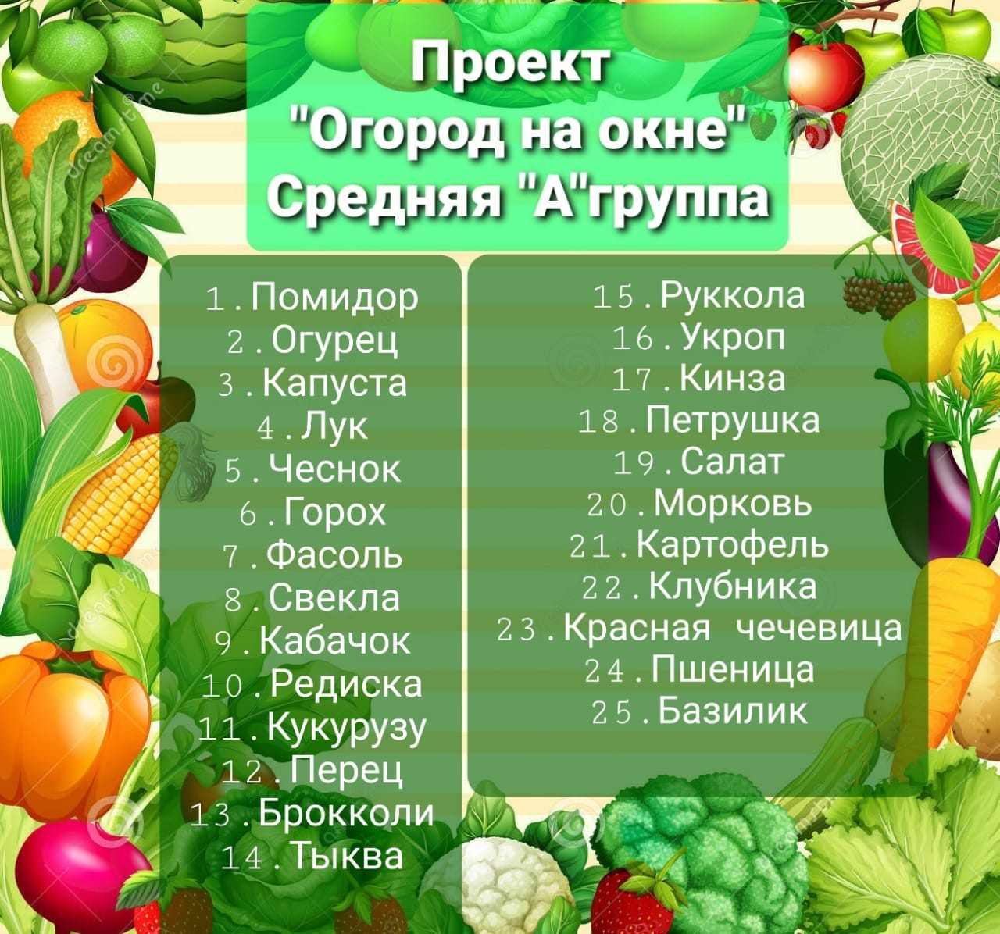 Проект
"Огород на окне"
Средняя "А"группа
1.Помидор
2.Огурец
3.Капуста
4.Лук
5.Чеснок
6.Горох
7.Фасоль
8.Свекла
9.Кабачок
10.Редиска
11.Кукурузу
12.Перец
13.Брокколи
14.Тыква
15.Руккола
16.Укроп
17.Кинза
18.Петрушка
19.Салат
20.Морковь
21.Картофель
22.Клубника
23.Красная чечевица
24.Пшеница
25.Базилик
dreamstime
dreamstime